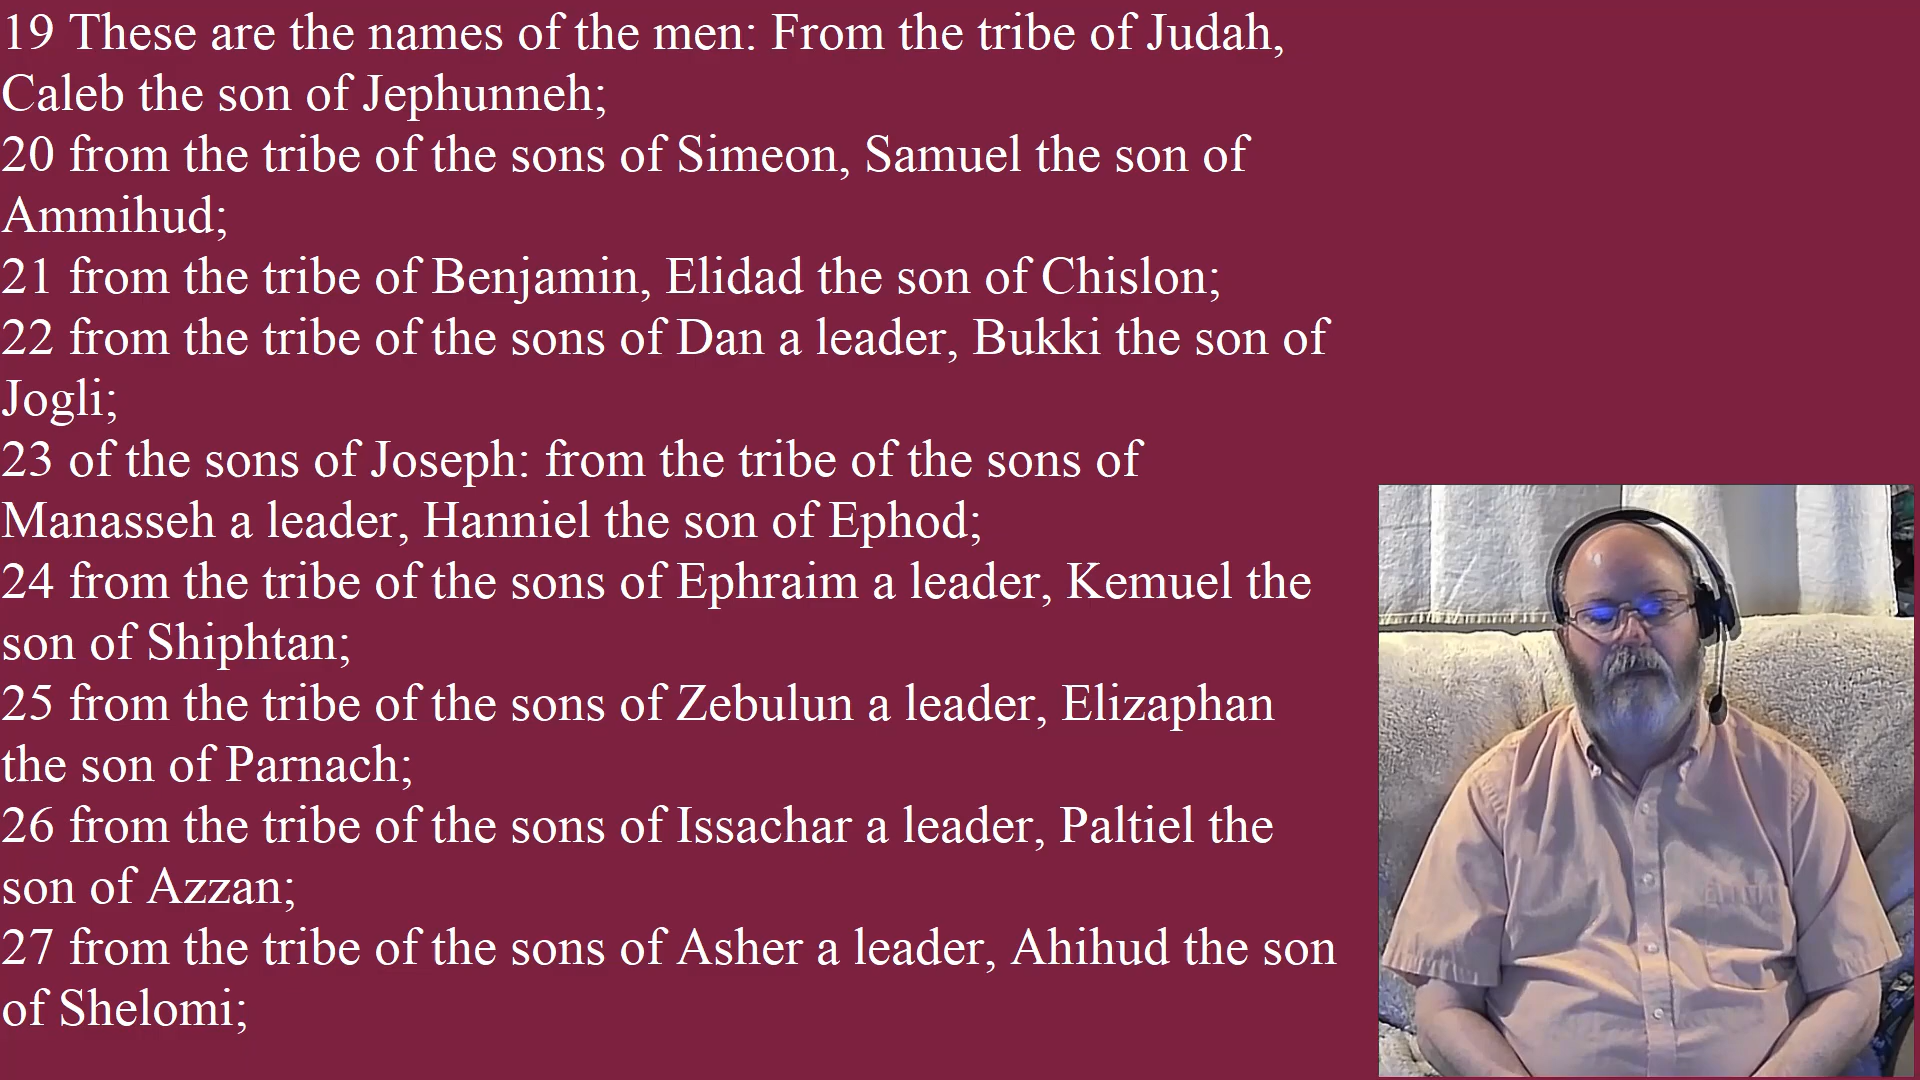 19 These are the names of the men: From the tribe of Judah,
Caleb the son of Jephunneh;
20 from the tribe of the sons of Simeon, Samuel the son of
Ammihud;
21 from the tribe of Benjamin, Elidad the son of Chislon;
22 from the tribe of the sons of Dan a leader, Bukki the son of
Jogli;
23 of the sons of Joseph: from the tribe of the sons of
Manasseh a leader, Hanniel the son of Ephod;
24 from the tribe of the sons of Ephraim a leader, Kemuel the
son of Shiphtan;
25 from the tribe of the sons of Zebulun a leader, Elizaphan
the son of Parnach;
26 from the tribe of the sons of Issachar a leader, Paltiel the
son of Azzan;
27 from the tribe of the sons of Asher a leader, Ahihud the son
of Shelomi;